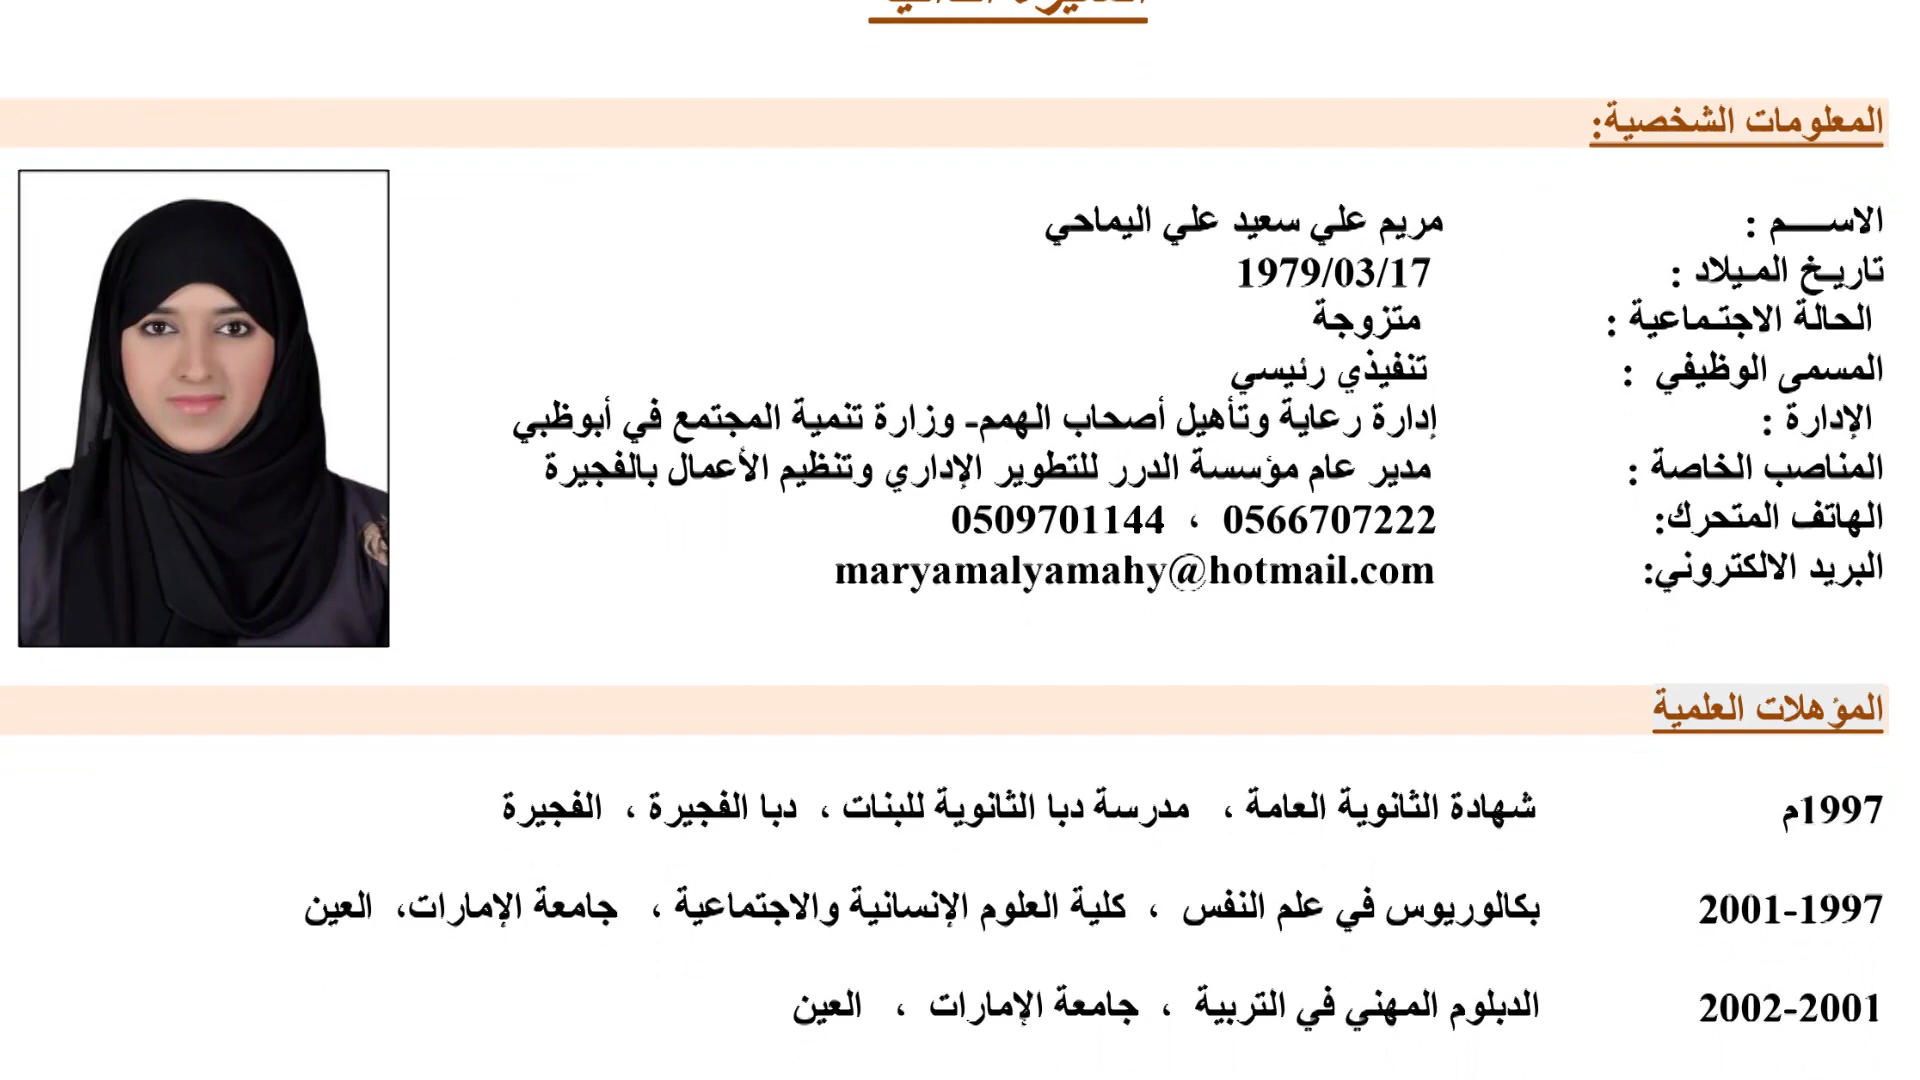 المعلومات الشخصية:
الاســـــم : مريم علي سعيد علي اليماحي
تاريـخ المـيلاد : 1979/03/17
الحالة الاجتـماعية : متزوجة
المسمى الوظيفي : تنفيذي رئيسي
الإدارة : إدارة رعاية وتأهيل أصحاب الهمم- وزارة تنمية المجتمع في أبوظبي
المناصب الخاصة : مدير عام مؤسسة الدرر للتطوير الإداري وتنظيم الأعمال بالفجيرة
الهاتف المتحرك: 0566707222 ، 0509701144
البريد الالكتروني: maryamalyamahy@hotmail.com
المؤهلات العلمية
1997م شهادة الثانوية العامة ، مدرسة دبا الثانوية للبنات ، دبا الفجيرة ، الفجيرة
2001-1997 بكالوريوس في علم النفس ، كلية العلوم الإنسانية والاجتماعية ، جامعة الإمارات، العين
2002-2001 الدبلوم المهني في التربية ، جامعة الإمارات ، العين